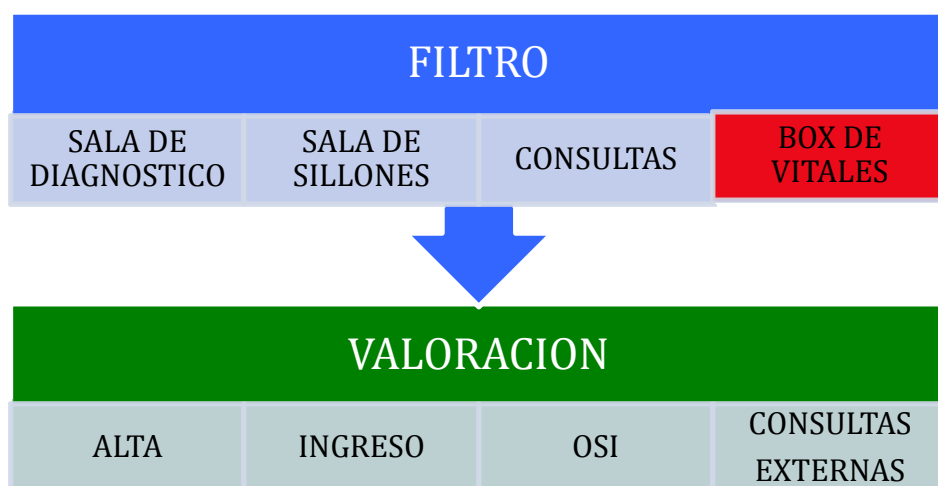 FILTRO
SALA DE
DIAGNOSTICO
SALA DE
SILLONES
CONSULTAS
BOX DE
VITALES
VALORACION
ALTA
INGRESO
OSI
CONSULTAS
EXTERNAS